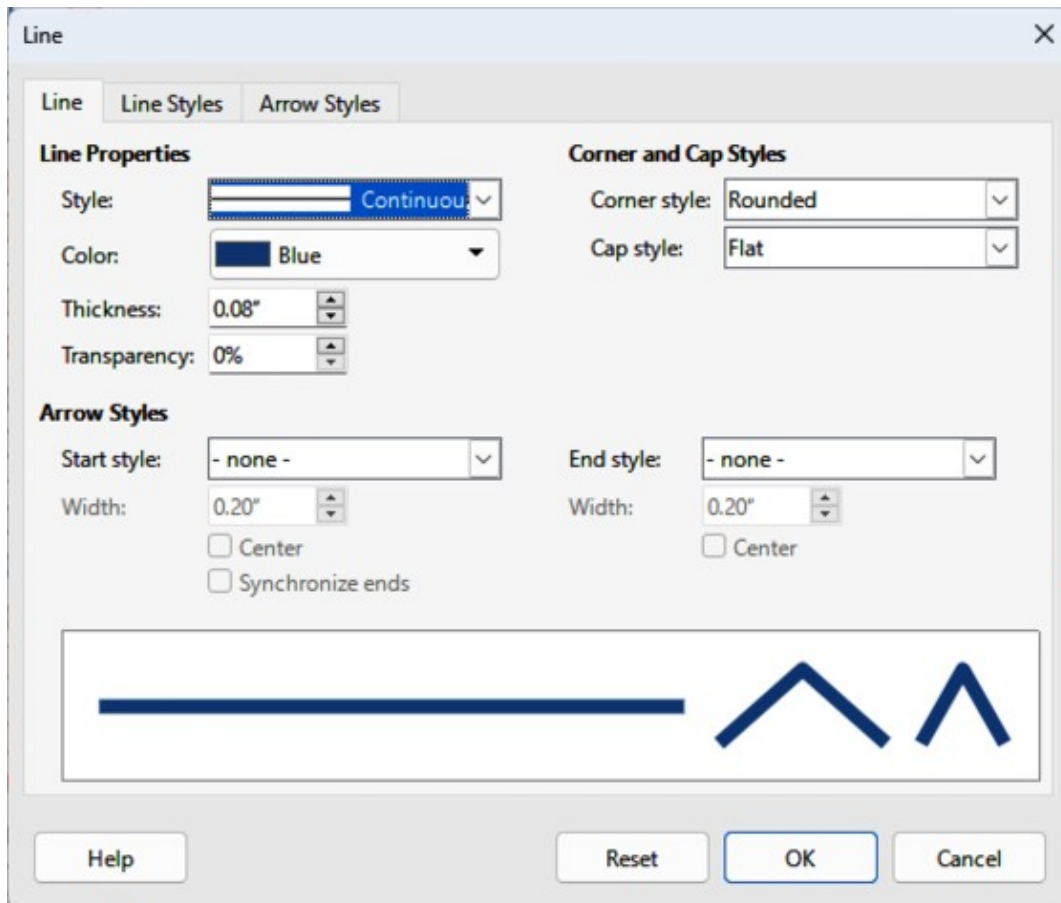 Line
Line Line Styles Arrow Styles
Line Properties
Style: Continuou
Color: Blue
Thickness: 0.08"
Transparency: 0%
Corner and Cap Styles
Corner style: Rounded
Cap style: Flat
Arrow Styles
Start style: - none -
Width: 0.20"
Center
Synchronize ends
End style: - none -
Width: 0.20"
Center
Help Reset OK Cancel